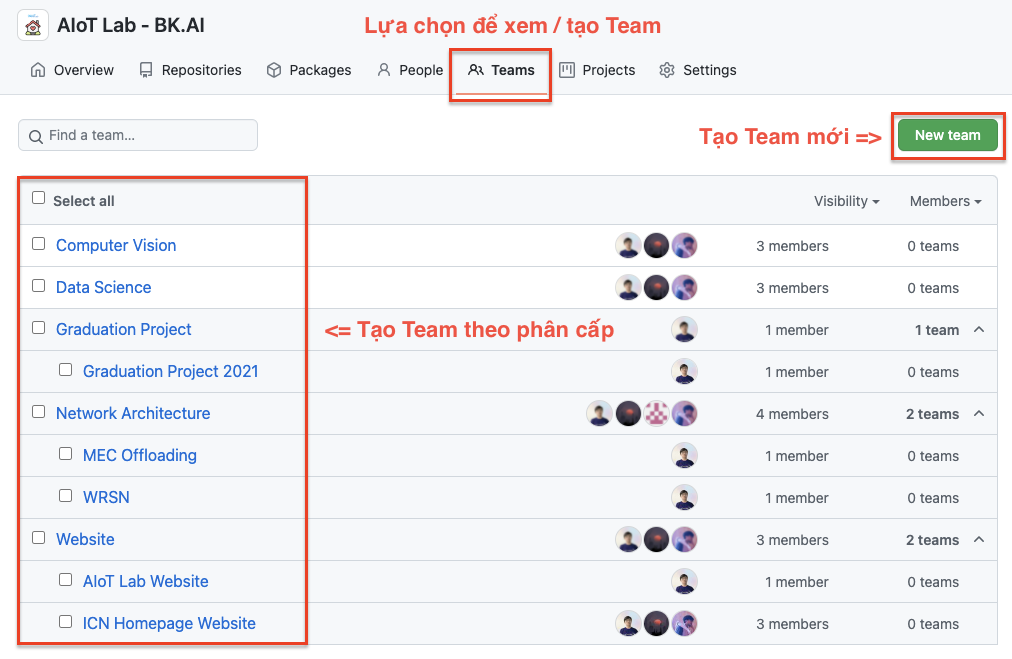 AIoT Lab - BK.AI
Lựa chọn để xem / tạo Team
Overview Repositories Packages People Teams Projects Settings
Find a team...
Tạo Team mới => New team
Select all Visibility Members
Computer Vision 3 members 0 teams
Data Science 3 members 0 teams
Graduation Project <= Tạo Team theo phân cấp 1 member 1 team
Graduation Project 2021 1 member 0 teams
Network Architecture 4 members 2 teams
MEC Offloading 1 member 0 teams
WRSN 1 member 0 teams
Website 3 members 2 teams
AIoT Lab Website 1 member 0 teams
ICN Homepage Website 3 members 0 teams